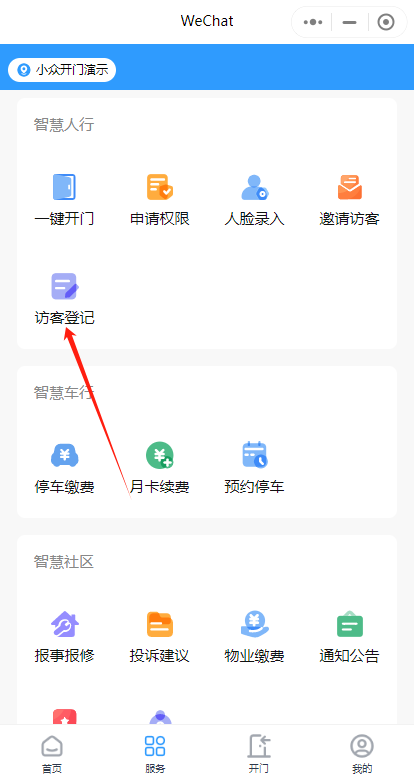 WeChat
小众开门演示
智慧人行
一键开门 申请权限 人脸录入 邀请访客
访客登记
智慧车行
停车缴费 月卡续费 预约停车
智慧社区
报事报修 投诉建议 物业缴费 通知公告
首页 服务 开门 我的